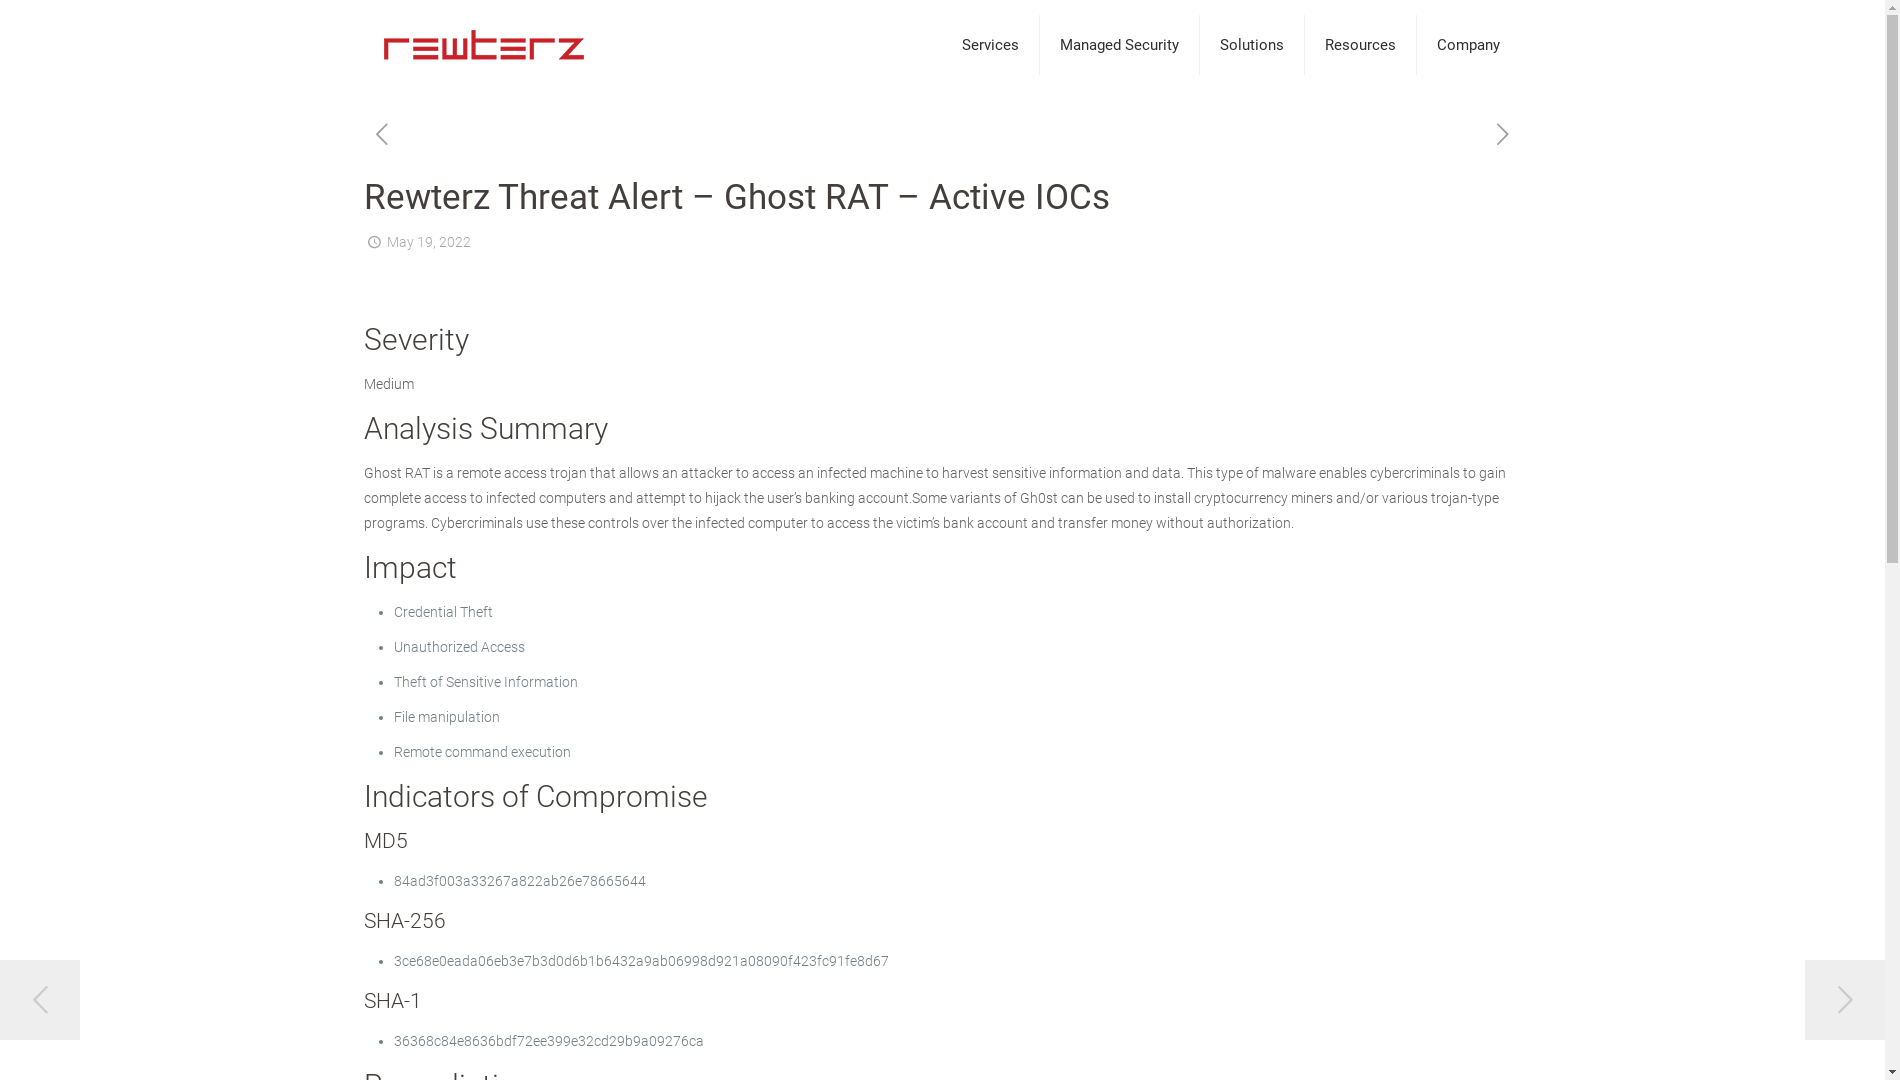 rewterz
Services
Managed Security
Solutions
Resources
Company
Rewterz Threat Alert – Ghost RAT – Active IOCs
May 19, 2022
Severity
Medium
Analysis Summary
Ghost RAT is a remote access trojan that allows an attacker to access an infected machine to harvest sensitive information and data. This type of malware enables cybercriminals to gain
complete access to infected computers and attempt to hijack the user’s banking account.Some variants of Gh0st can be used to install cryptocurrency miners and/or various trojan-type
programs. Cybercriminals use these controls over the infected computer to access the victim’s bank account and transfer money without authorization.
Impact
Credential Theft
Unauthorized Access
Theft of Sensitive Information
File manipulation
Remote command execution
Indicators of Compromise
MD5
84ad3f003a33267a822ab26e78665644
SHA-256
3ce68e0eada06eb3e7b3d0d6b1b6432a9ab06998d921a08090f423fc91fe8d67
SHA-1
36368c84e8636bdf72ee399e32cd29b9a09276ca